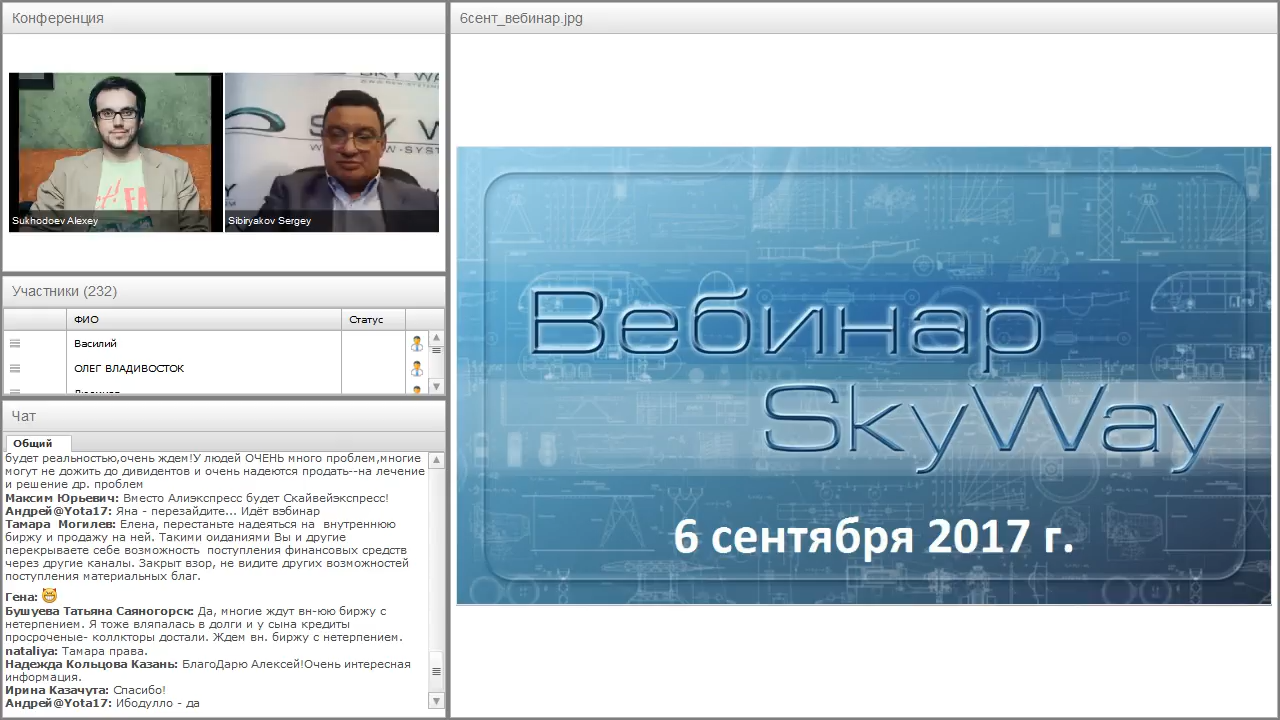 Конференция
6сент_вебинар.jpg
Sukhodoev Alexey
Sibiryakov Sergey
Участники (232)
ФИО
Статус
Василий
ОЛЕГ ВЛАДИВОСТОК
Чат
Общий
будет реальностью,очень ждем!У людей ОЧЕНЬ много проблем,многие
могут не дожить до дивидентов и очень надеются продать--на лечение
и решение др. проблем
Максим Юрьевич: Вместо Алиэкспресс будет Скайвейэкспресс!
Андрей@Yota17: Яна - перезайдите... Идёт вэбинар
Тамара Могилев: Елена, перестаньте надеяться на внутреннюю
биржу и продажу на ней. Такими оиданиями Вы и другие
перекрываете себе возможность поступления финансовых средств
через другие каналы. Закрыт взор, не видите других возможностей
поступления материальных благ.
Гена:
Бушуева Татьяна Саяногорск: Да, многие ждут вн-юю биржу с
нетерпением. Я тоже вляпалась в долги и у сына кредиты
просроченые- коллкторы достали. Ждем вн. биржу с нетерпением.
nataliya: Тамара права.
Надежда Кольцова Казань: БлагоДарю Алексей!Очень интересная
информация.
Ирина Казачута: Спасибо!
Андрей@Yota17: Ибодулло - да
Вебинар
SkyWay
6 сентября 2017 г.